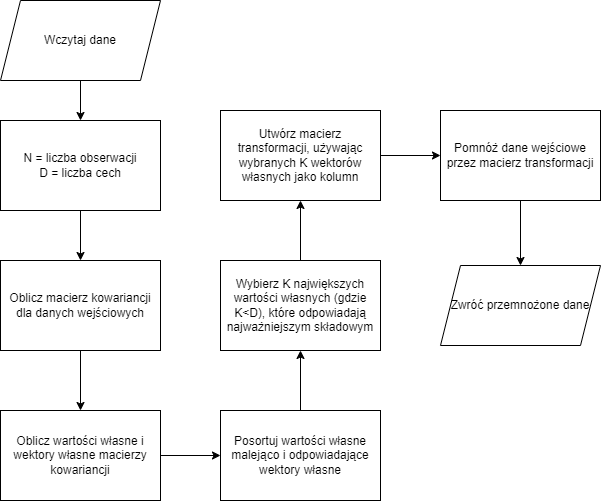 Wczytaj dane
N = liczba obserwacji
D = liczba cech
Oblicz macierz kowariancji
dla danych wejściowych
Oblicz wartości własne i
wektory własne macierzy
kowariancji
Posortuj wartości własne
malejąco i odpowiadające
wektory własne
Wybierz K największych
wartości własnych (gdzie
K<D), które odpowiadają
najważniejszym składowym
Utwórz macierz
transformacji, używając
wybranych K wektorów
własnych jako kolumn
Pomnóż dane wejściowe
przez macierz transformacji
Zwróć przemnożone dane